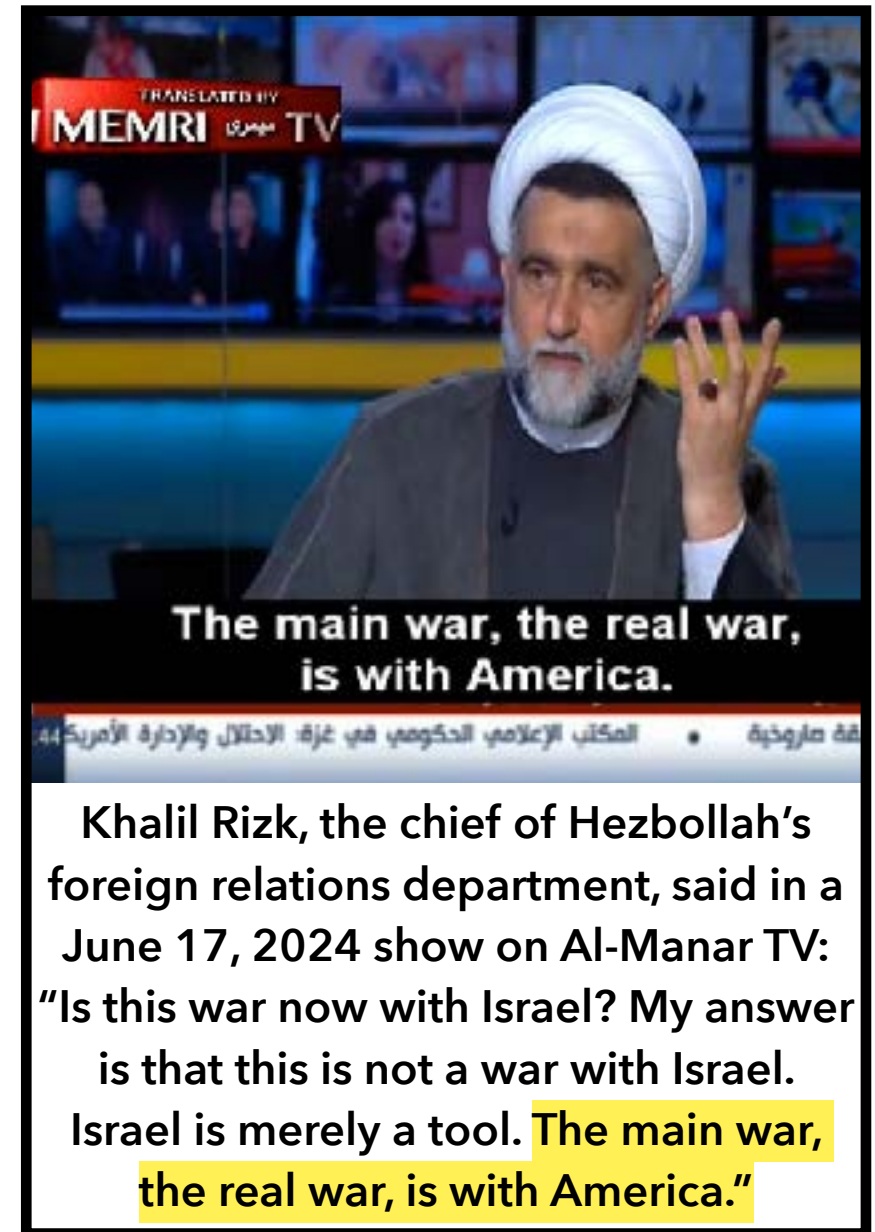 TRANSLATED BY
MEMRI ميمري TV
The main war, the real war,
is with America.
قة صاروخية • المكتب الإعلامي الحكومي في غزة: الاحتلال والإدارة
:44
Khalil Rizk, the chief of Hezbollah’s
foreign relations department, said in a
June 17, 2024 show on Al-Manar TV:
“Is this war now with Israel? My answer
is that this is not a war with Israel.
Israel is merely a tool. The main war,
the real war, is with America.”